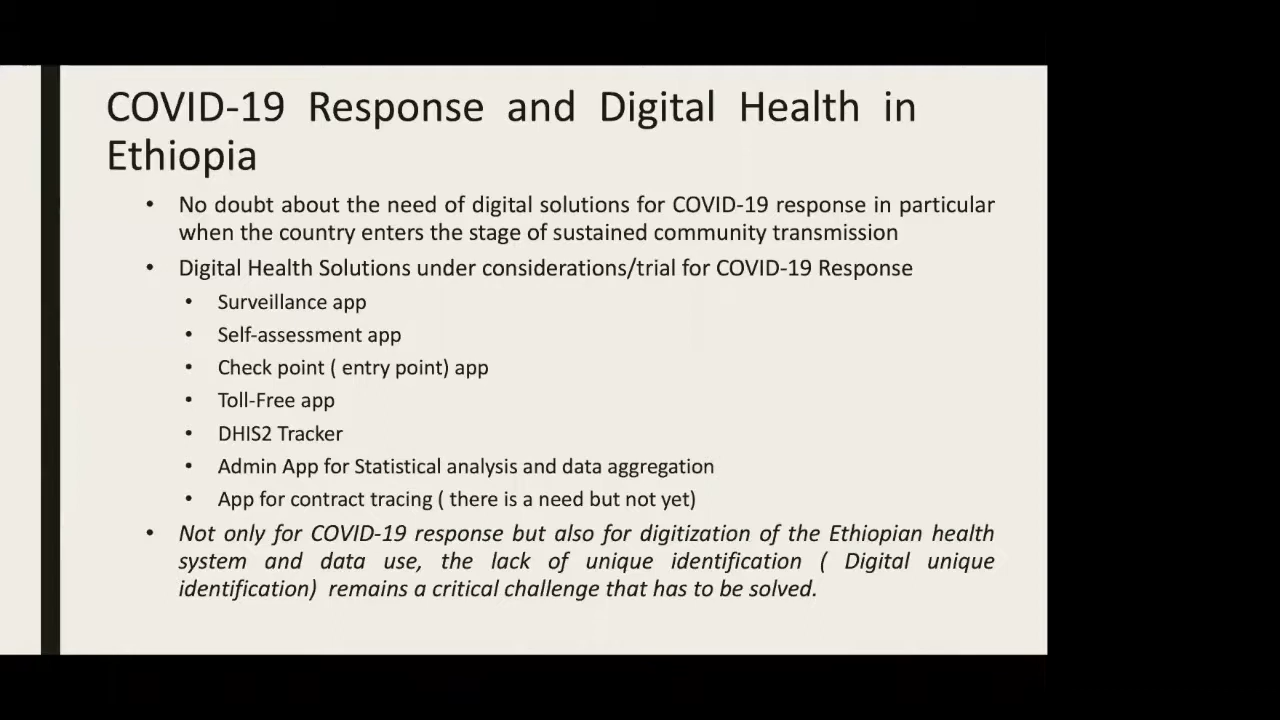 COVID-19 Response and Digital Health in
Ethiopia
• No doubt about the need of digital solutions for COVID-19 response in particular
when the country enters the stage of sustained community transmission
• Digital Health Solutions under considerations/trial for COVID-19 Response
• Surveillance app
• Self-assessment app
• Check point ( entry point) app
• Toll-Free app
• DHIS2 Tracker
• Admin App for Statistical analysis and data aggregation
• App for contract tracing ( there is a need but not yet)
• Not only for COVID-19 response but also for digitization of the Ethiopian health
system and data use, the lack of unique identification ( Digital unique
identification) remains a critical challenge that has to be solved.